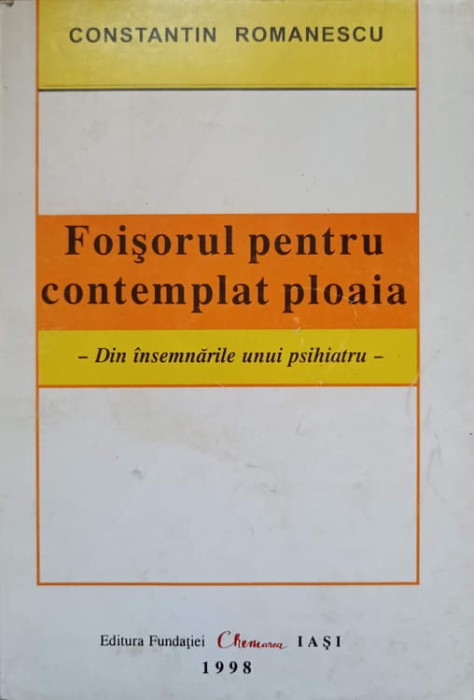 CONSTANTIN ROMANESCU
Foişorul pentru
contemplat ploaia
– Din însemnările unui psihiatru –
Editura Fundaţiei Chemarea IAŞI
1998